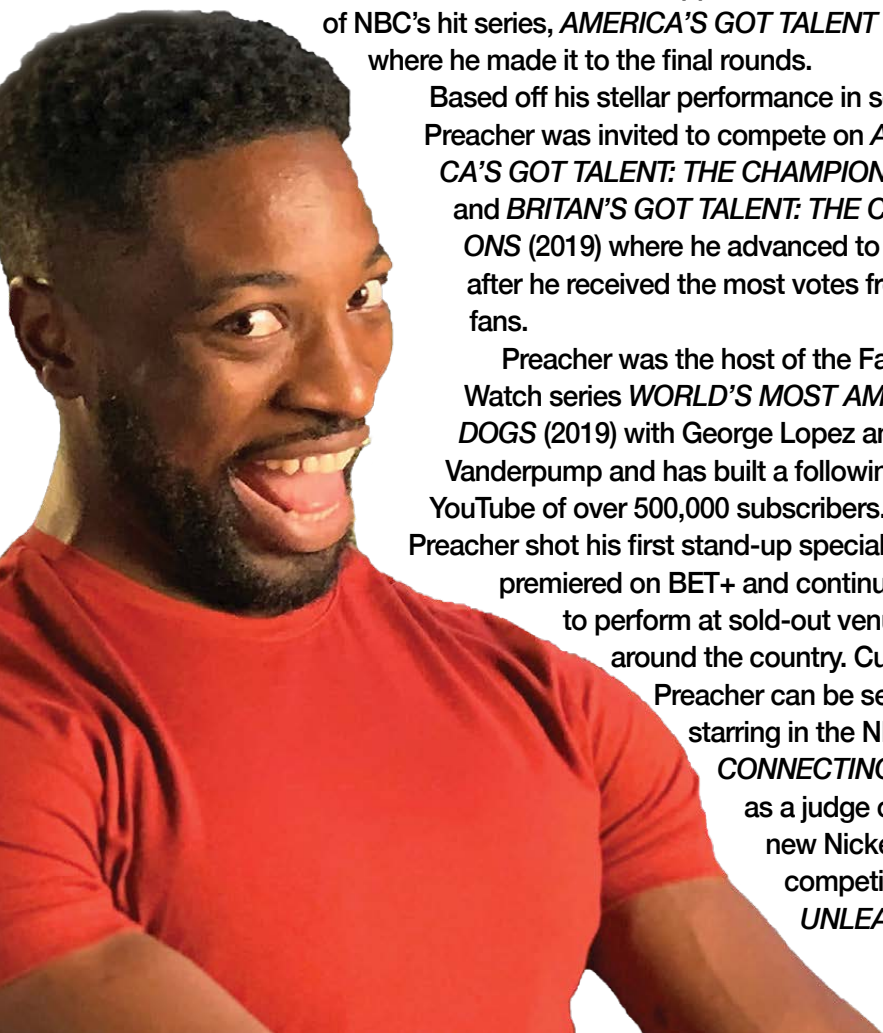 of NBC’s hit series, AMERICA’S GOT TALENT
where he made it to the final rounds.
Based off his stellar performance in s
Preacher was invited to compete on A
CA’S GOT TALENT: THE CHAMPION
and BRITAN’S GOT TALENT: THE C
ONS (2019) where he advanced to
after he received the most votes fr
fans.
Preacher was the host of the Fa
Watch series WORLD’S MOST AM
DOGS (2019) with George Lopez a
Vanderpump and has built a followin
YouTube of over 500,000 subscribers.
Preacher shot his first stand-up special
premiered on BET+ and continu
to perform at sold-out ven
around the country. Cu
Preacher can be se
starring in the N
CONNECTING
as a judge
new Nicke
competi
UNLEA